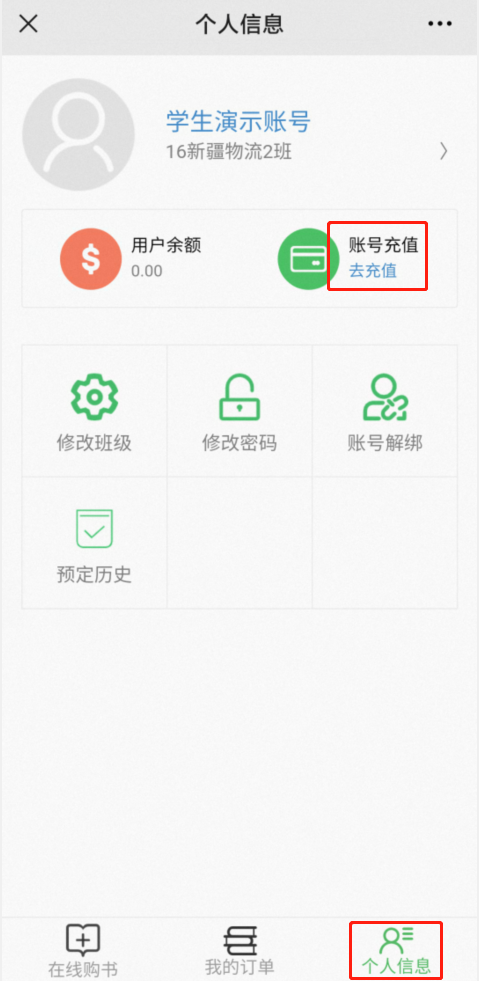 个人信息
学生演示账号
16新疆物流2班
用户余额
0.00
账号充值
去充值
修改班级
修改密码
账号解绑
预定历史
在线购书
我的订单
个人信息